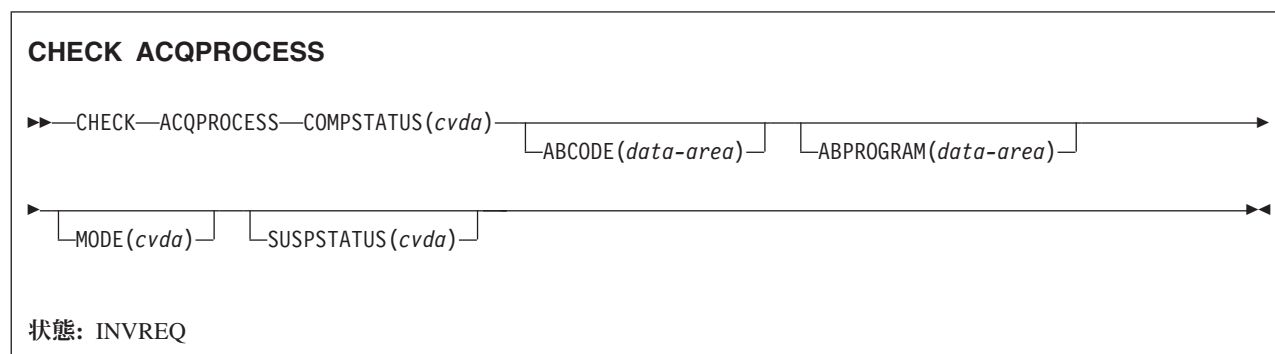 CHECK ACQPROCESS
CHECK ACQPROCESS COMPSTATUS(cvda)
ABCODE(data-area) ABPROGRAM(data-area)
MODE(cvda) SUSPSTATUS(cvda)
状態: INVREQ